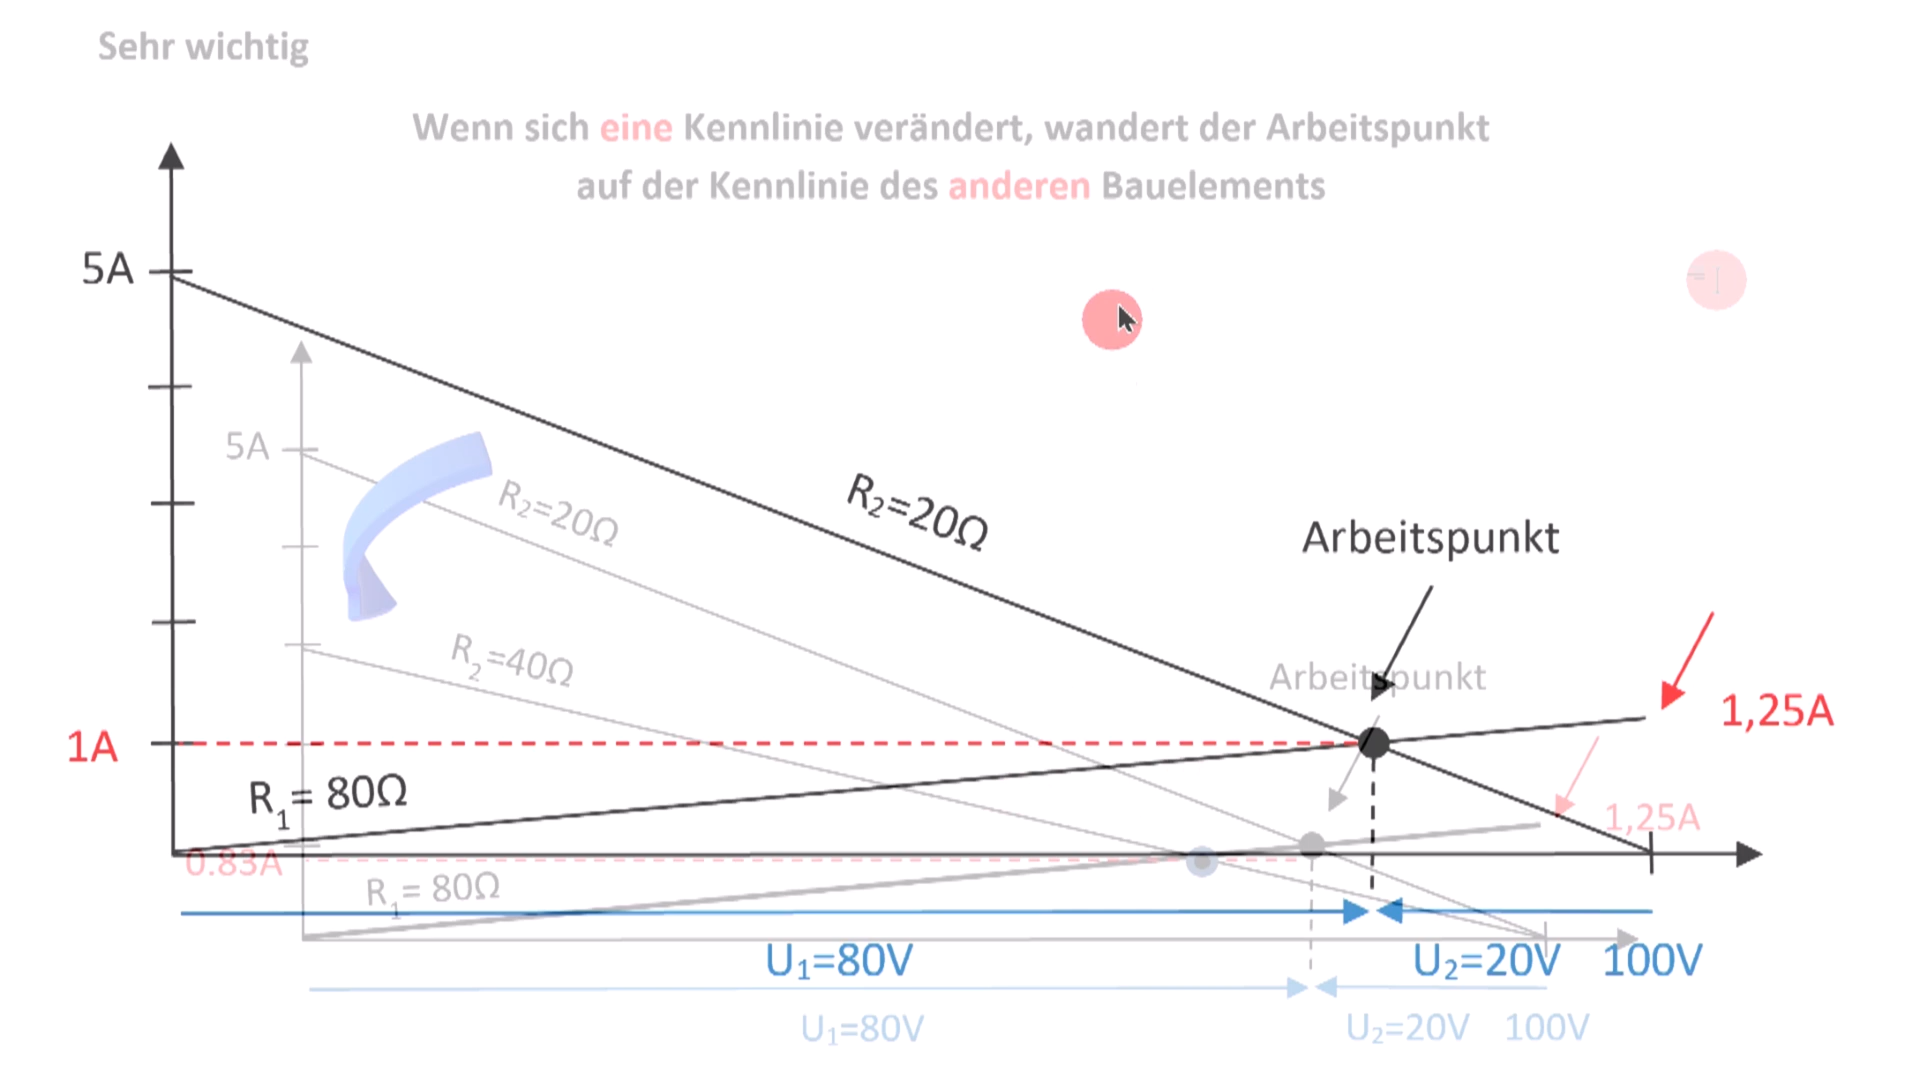 Sehr wichtig
Wenn sich eine Kennlinie verändert, wandert der Arbeitspunkt
auf der Kennlinie des anderen Bauelements
5A
5A
R₂=20Ω
R₂=20Ω
Arbeitspunkt
R₂=40Ω
Arbeitspunkt
1,25A
1A
R₁= 80Ω
1,25A
0.83A
R₁= 80Ω
U₁=80V
U₂=20V
100V
U₁=80V
U₂=20V
100V